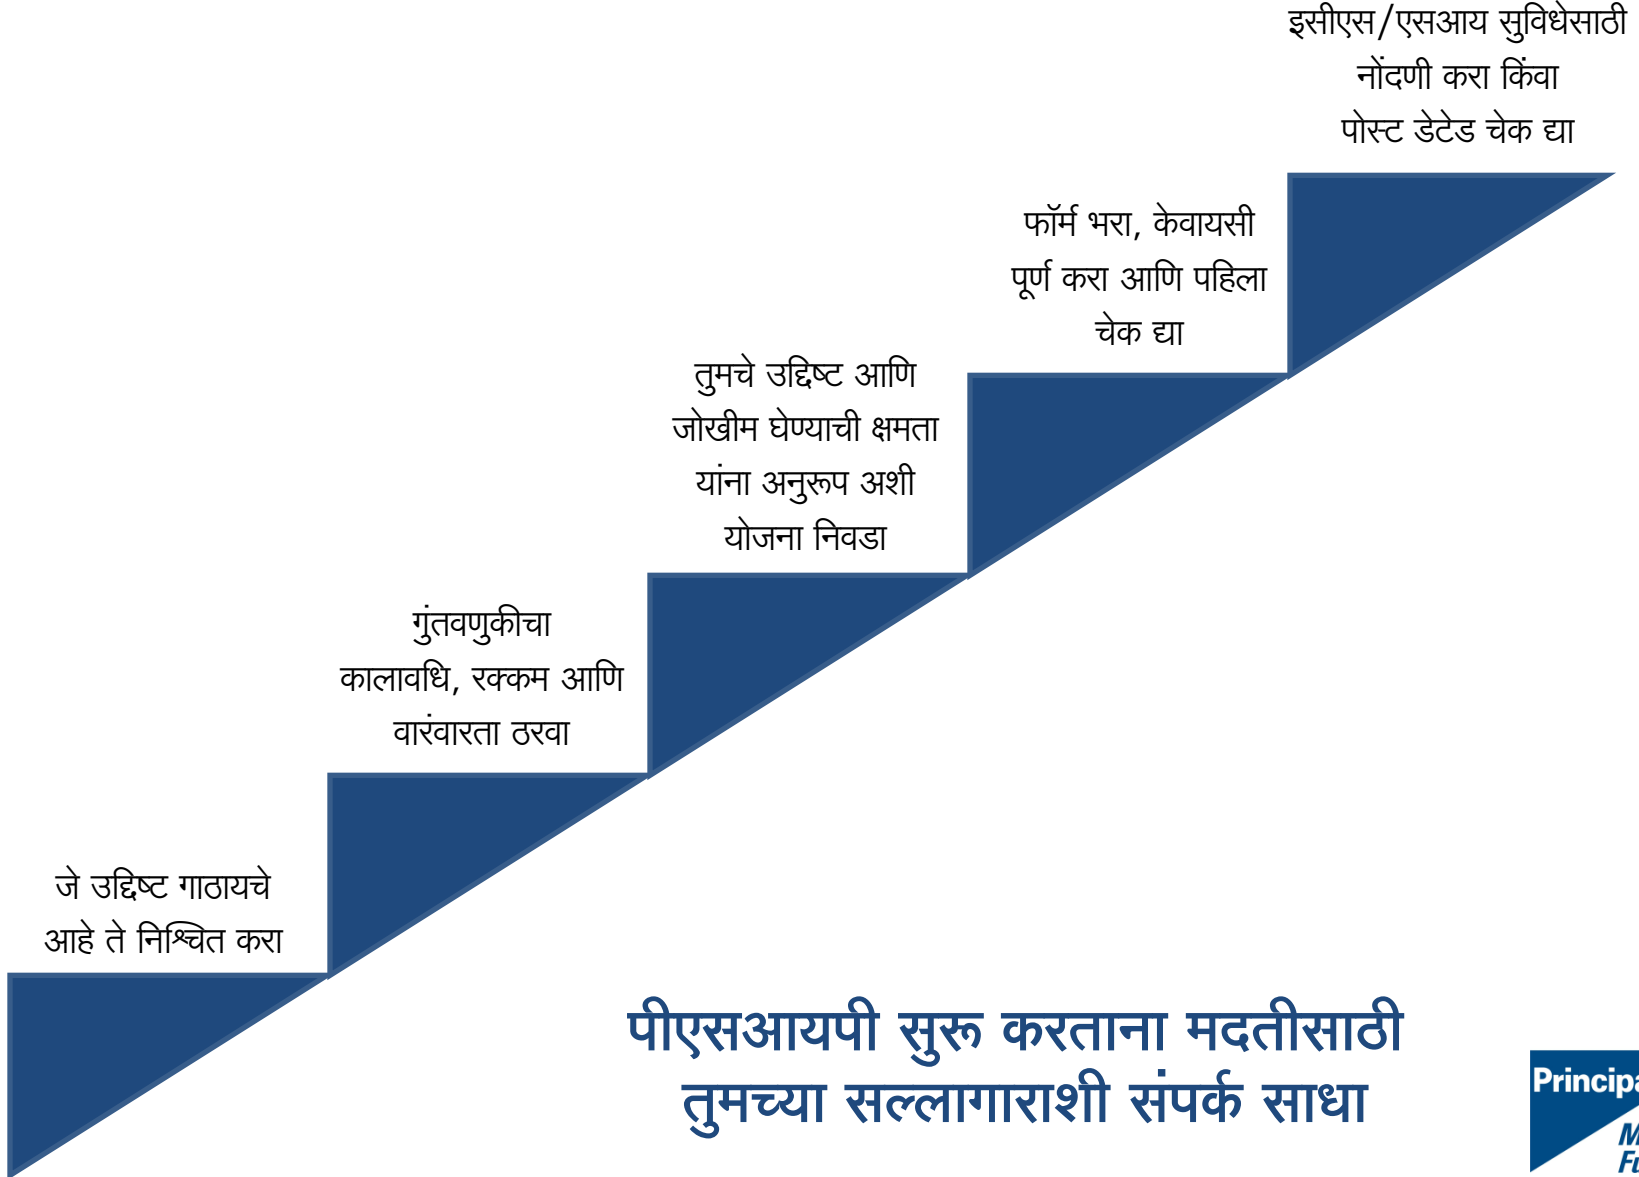 इसीएस/एसआय सुविधेसाठी
नोंदणी करा किंवा
पोस्ट डेटेड चेक द्या
फॉर्म भरा, केवायसी
पूर्ण करा आणि पहिला
चेक द्या
तुमचे उद्दिष्ट आणि
जोखीम घेण्याची क्षमता
यांना अनुरूप अशी
योजना निवडा
गुंतवणुकीचा
कालावधि, रक्कम आणि
वारंवारता ठरवा
जे उद्दिष्ट गाठायचे
आहे ते निश्चित करा
पीएसआयपी सुरू करताना मदतीसाठी
तुमच्या सल्लागाराशी संपर्क साधा